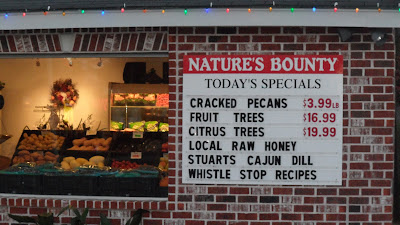 NATURE'S BOUNTY
TODAY'S SPECIALS
CRACKED PECANS $3.99LB
FRUIT TREES $16.99
CITRUS TREES $19.99
LOCAL RAW HONEY
STUARTS CAJUN DILL
WHISTLE STOP RECIPES